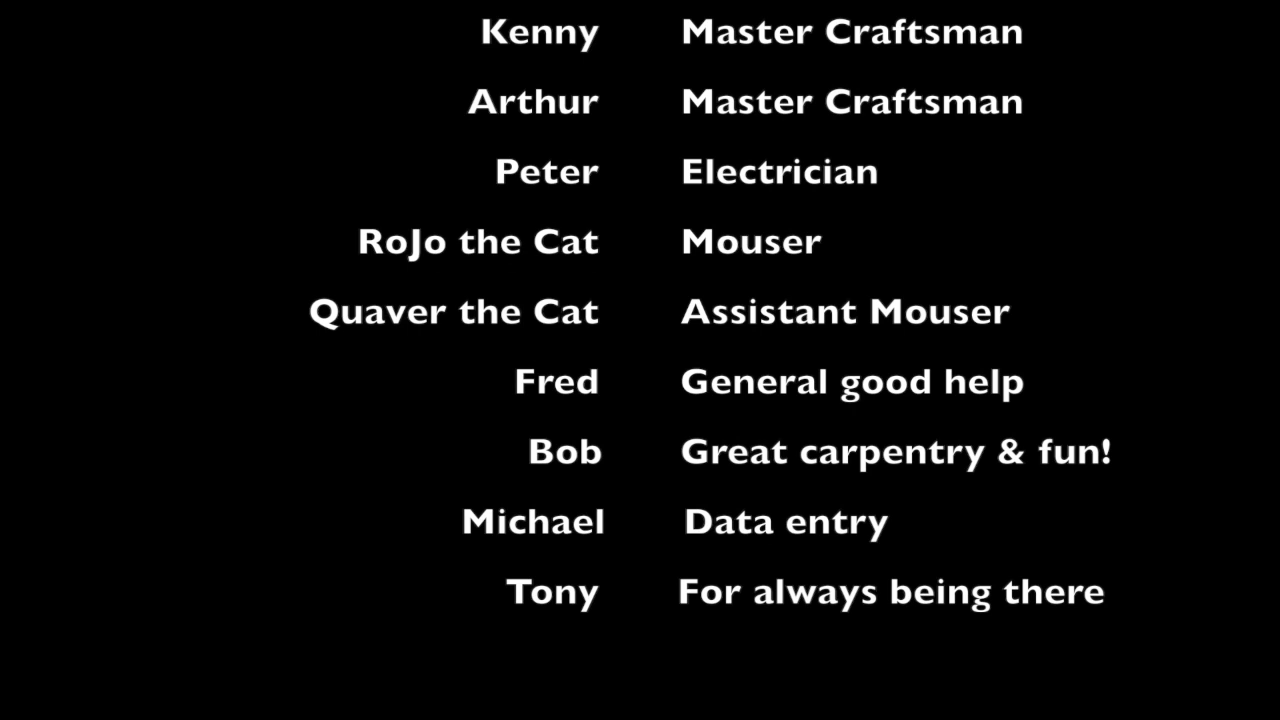 Kenny Master Craftsman
Arthur Master Craftsman
Peter Electrician
RoJo the Cat Mouser
Quaver the Cat Assistant Mouser
Fred General good help
Bob Great carpentry & fun!
Michael Data entry
Tony For always being there